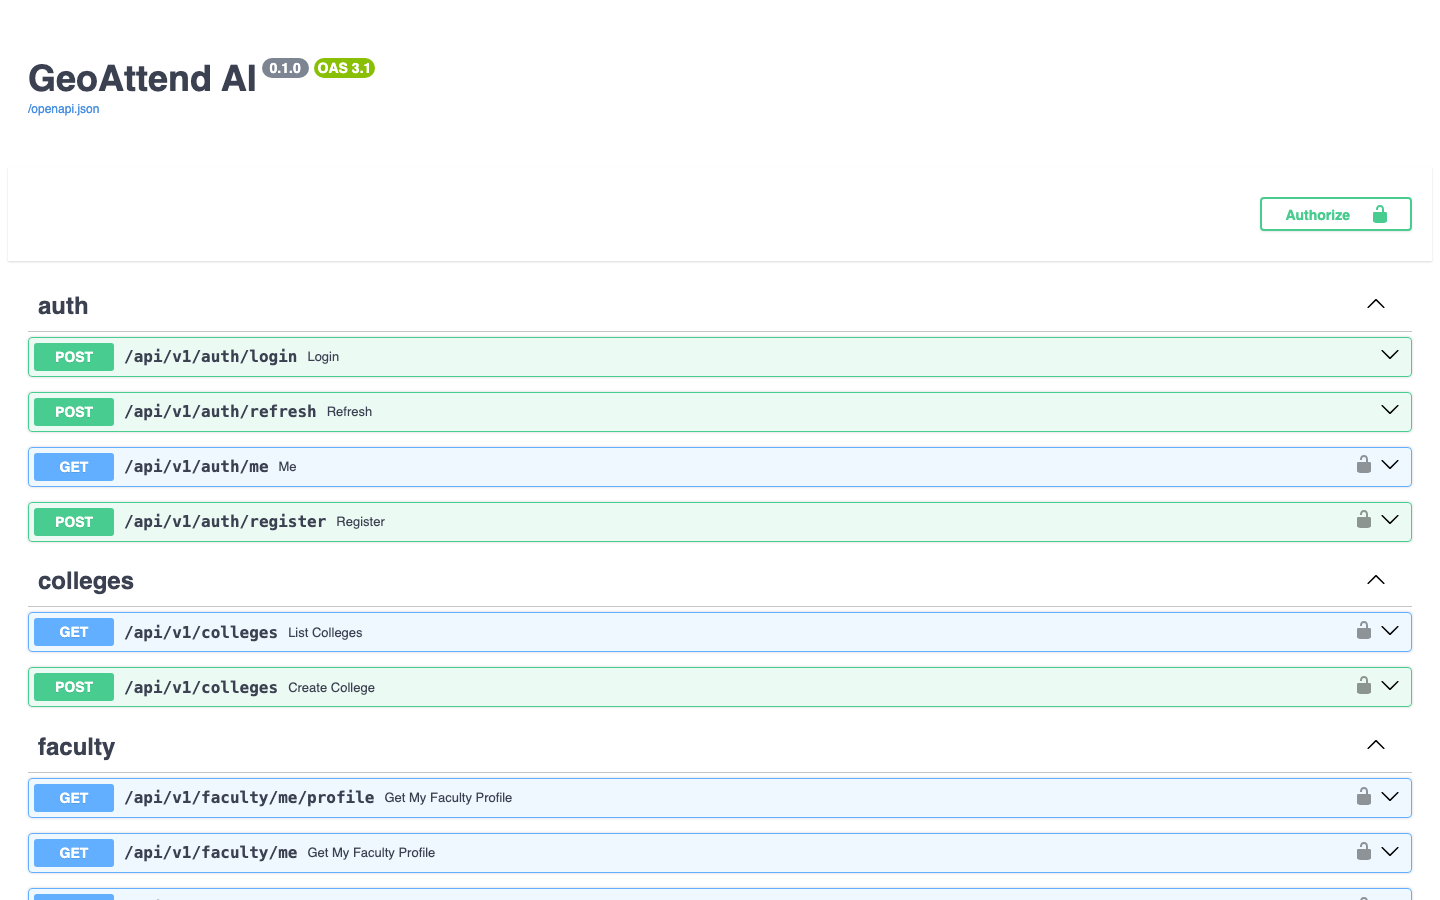 GeoAttend AI 0.1.0 OAS 3.1
/openapi.json
Authorize
auth
POST /api/v1/auth/login Login
POST /api/v1/auth/refresh Refresh
GET /api/v1/auth/me Me
POST /api/v1/auth/register Register
colleges
GET /api/v1/colleges List Colleges
POST /api/v1/colleges Create College
faculty
GET /api/v1/faculty/me/profile Get My Faculty Profile
GET /api/v1/faculty/me Get My Faculty Profile